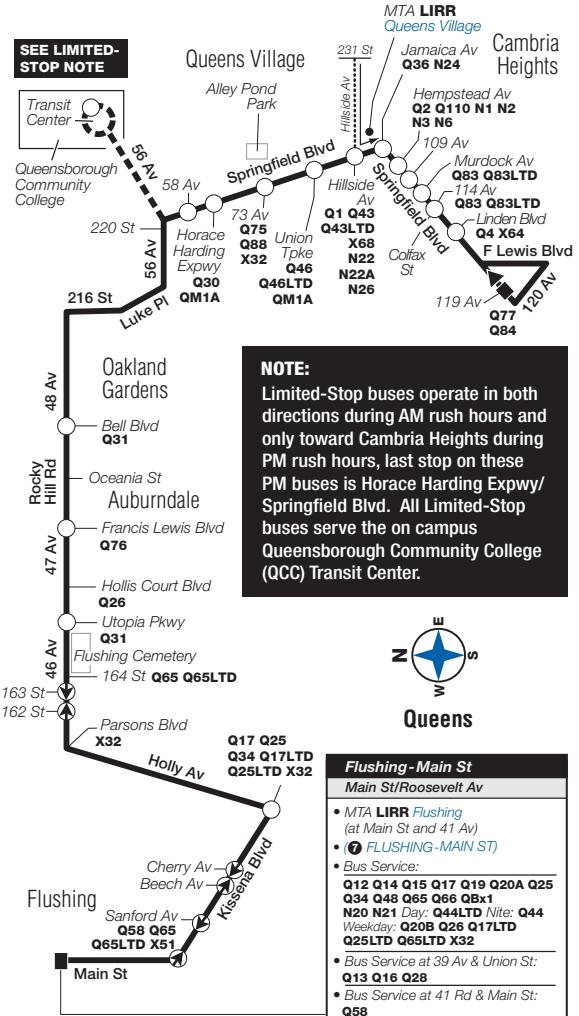 MTA LIRR
Queens Village
SEE LIMITED-
STOP NOTE
231 St
Jamaica Av
Q36 N24
Cambria
Heights
Queens Village
Alley Pond
Park
Hillside Av
Hempstead Av
Q2 Q110 N1 N2
N3 N6
Transit
Center
Queensborough
Community
College
56 Av
Springfield Blvd
109 Av
Murdock Av
Q83 Q83LTD
114 Av
Q83 Q83LTD
Springfield Blvd
Linden Blvd
Q4 X64
Colfax
St
F Lewis Blvd
120 Av
119 Av
Q77
Q84
58 Av
220 St
Horace
Harding
Expwy
Q30
QM1A
73 Av
Q75
Q88
X32
Union
Tpke
Q46
Q46LTD
QM1A
Hillside
Av
Q1 Q43
Q43LTD
X68
N22
N22A
N26
56 Av
216 St
Luke Pl
48 Av
Oakland
Gardens
Bell Blvd
Q31
Rocky
Hill Rd
Oceania St
Auburndale
Francis Lewis Blvd
Q76
47 Av
Hollis Court Blvd
Q26
Utopia Pkwy
Q31
46 Av
Flushing Cemetery
164 St Q65 Q65LTD
163 St
162 St
Parsons Blvd
X32
Holly Av
Q17 Q25
Q34 Q17LTD
Q25LTD X32
Cherry Av
Beech Av
Kissena Blvd
Flushing
Sanford Av
Q58 Q65
Q65LTD X51
Main St
NOTE:
Limited-Stop buses operate in both
directions during AM rush hours and
only toward Cambria Heights during
PM rush hours, last stop on these
PM buses is Horace Harding Expwy/
Springfield Blvd. All Limited-Stop
buses serve the on campus
Queensborough Community College
(QCC) Transit Center.
E
N S
W
Queens
Flushing-Main St
Main St/Roosevelt Av
• MTA LIRR Flushing
(at Main St and 41 Av)
• (7 FLUSHING-MAIN ST)
• Bus Service:
Q12 Q14 Q15 Q17 Q19 Q20A Q25
Q34 Q48 Q65 Q66 QBx1
N20 N21 Day: Q44LTD Nite: Q44
Weekday: Q20B Q26 Q17LTD
Q25LTD Q65LTD X32
• Bus Service at 39 Av & Union St:
Q13 Q16 Q28
• Bus Service at 41 Rd & Main St:
Q58